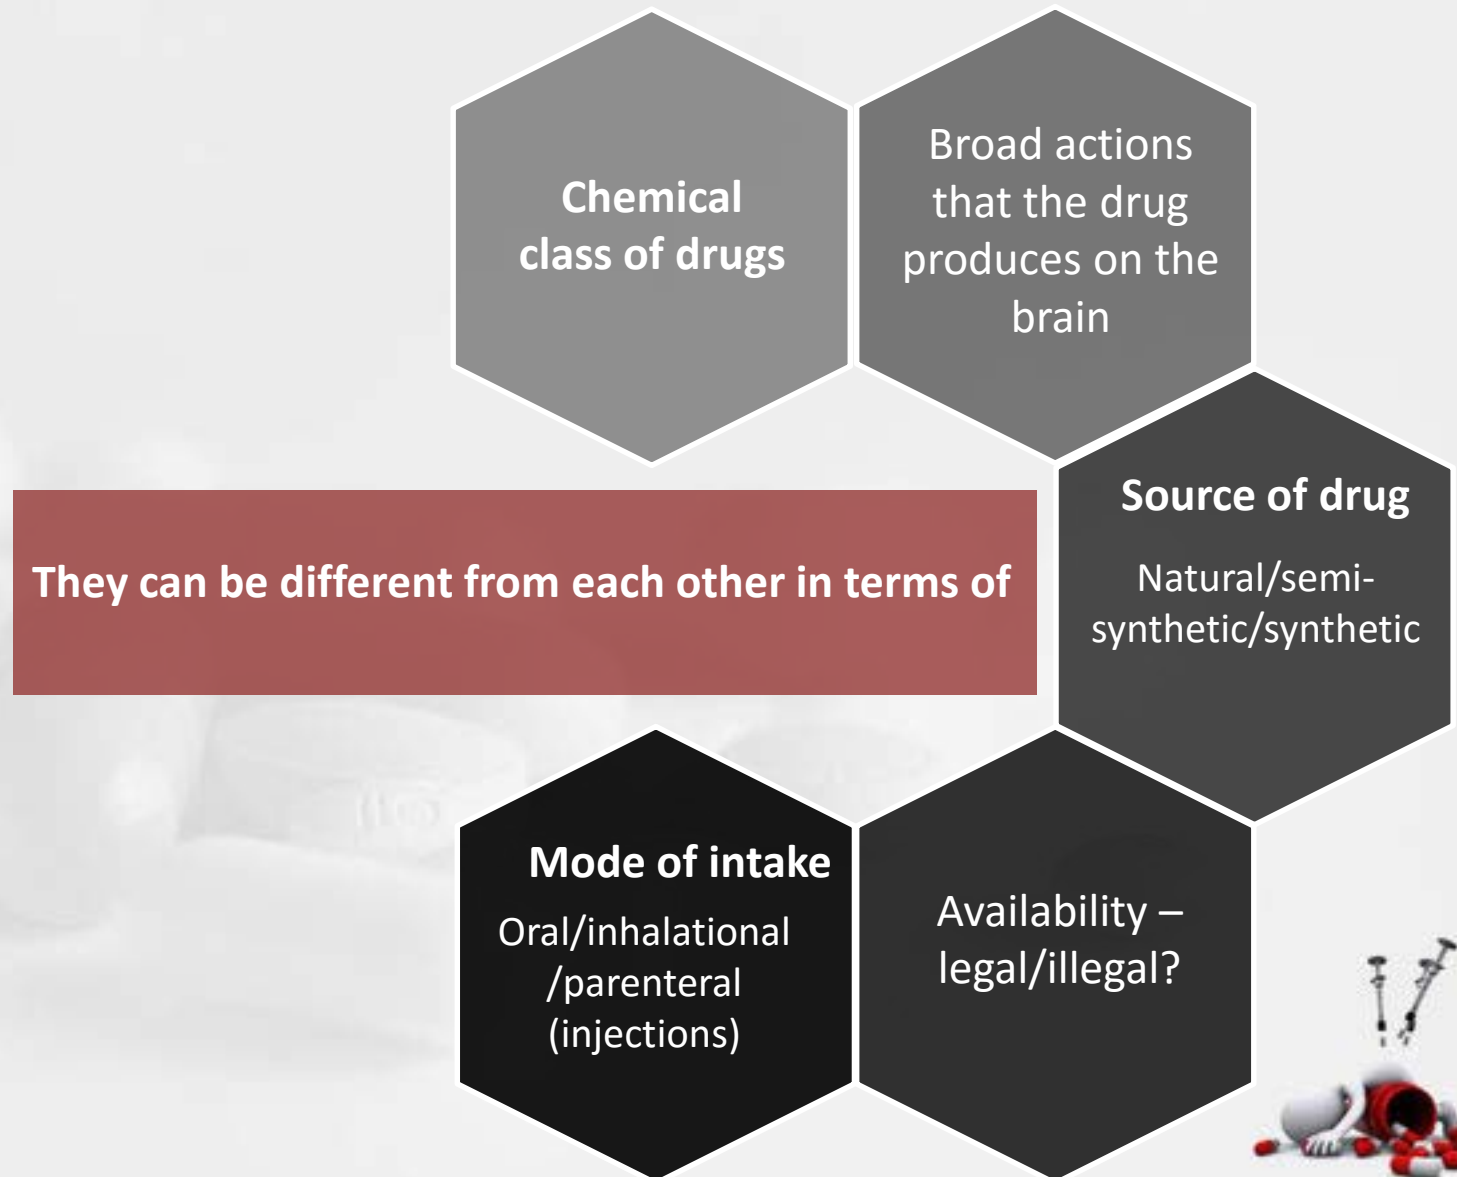 Chemical
class of drugs
Broad actions
that the drug
produces on the
brain
Source of drug
Natural/semi-
synthetic/synthetic
They can be different from each other in terms of
Mode of intake
Oral/inhalational
/parenteral
(injections)
Availability –
legal/illegal?